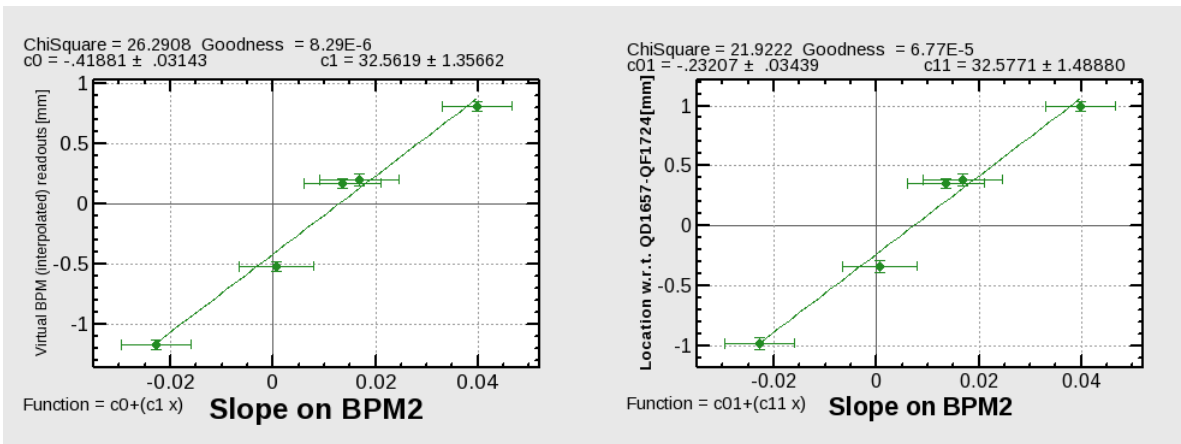 ChiSquare = 26.2908 Goodness = 8.29E-6
c0 = -.41881 ± .03143 c1 = 32.5619 ± 1.35662
Virtual BPM (interpolated) readouts [mm]
1
0.5
0
-0.5
-1
-0.02 0 0.02 0.04
Function = c0+(c1 x) Slope on BPM2
ChiSquare = 21.9222 Goodness = 6.77E-5
c01 = -.23207 ± .03439 c11 = 32.5771 ± 1.48880
Location w.r.t. QD1657-QF1724[mm]
1
0.5
0
-0.5
-1
-0.02 0 0.02 0.04
Function = c01+(c11 x) Slope on BPM2